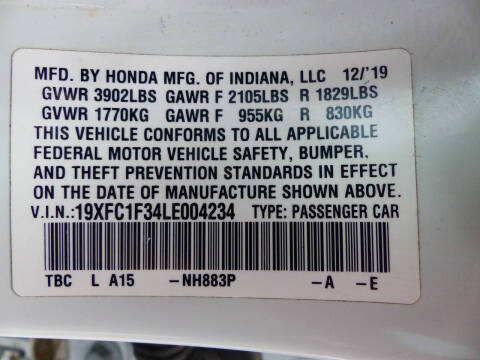 MFD. BY HONDA MFG. OF INDIANA, LLC 12/'19
GVWR 3902LBS GAWR F 2105LBS R 1829LBS
GVWR 1770KG GAWR F 955KG R 830KG
THIS VEHICLE CONFORMS TO ALL APPLICABLE
FEDERAL MOTOR VEHICLE SAFETY, BUMPER,
AND THEFT PREVENTION STANDARDS IN EFFECT
ON THE DATE OF MANUFACTURE SHOWN ABOVE.
V.I.N.:19XFC1F34LE004234 TYPE: PASSENGER CAR
TBC L A15 -NH883P -A -E